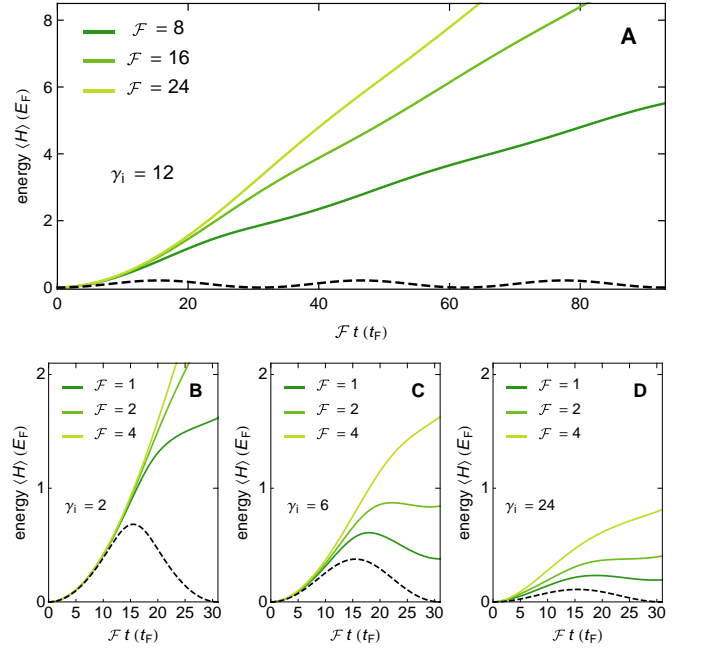 A
ℱ = 8
ℱ = 16
ℱ = 24
γi = 12
energy ⟨H⟩ (EF)
0
2
4
6
8
0
20
40
60
80
ℱ t (tF)
B
ℱ = 1
ℱ = 2
ℱ = 4
γi = 2
energy ⟨H⟩ (EF)
0
1
2
0
5
10
15
20
25
30
ℱ t (tF)
C
ℱ = 1
ℱ = 2
ℱ = 4
γi = 6
energy ⟨H⟩ (EF)
0
1
2
0
5
10
15
20
25
30
ℱ t (tF)
D
ℱ = 1
ℱ = 2
ℱ = 4
γi = 24
energy ⟨H⟩ (EF)
0
1
2
0
5
10
15
20
25
30
ℱ t (tF)